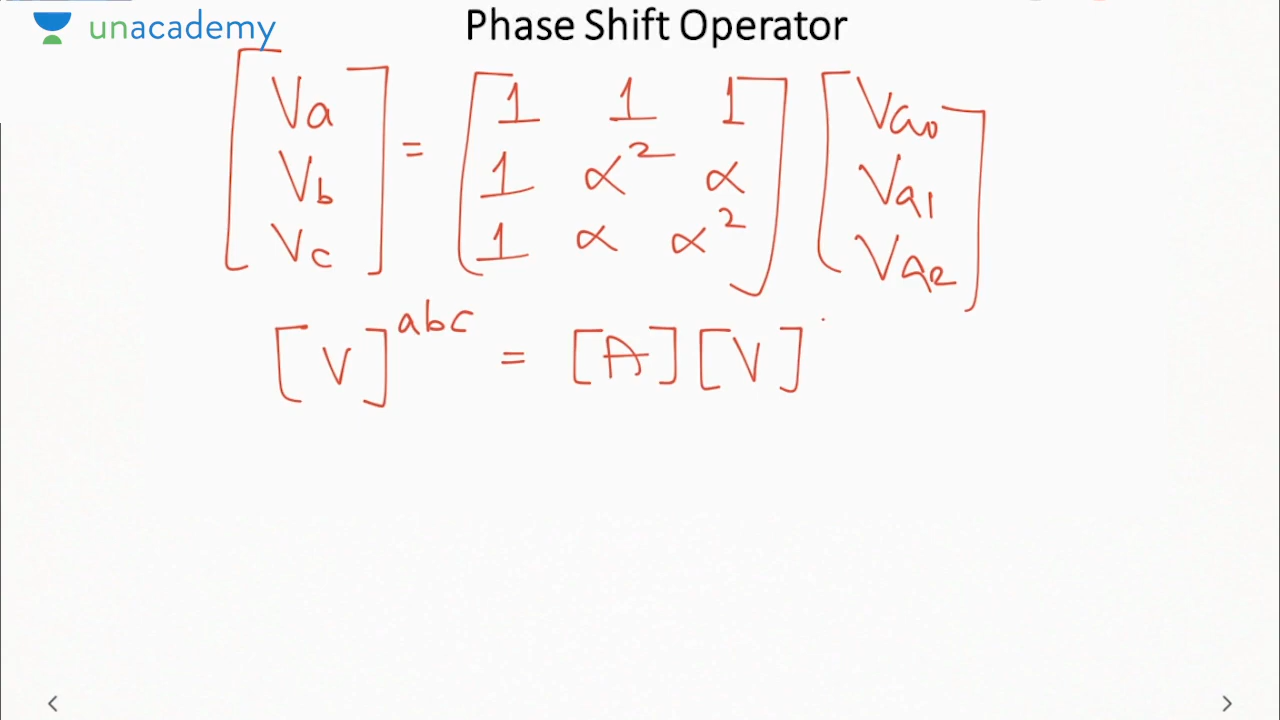 unacademy
Phase Shift Operator
[Va Vb Vc] = [1 1 1; 1 α² α; 1 α α²] [Va0 Va1 Va2]
[V]^abc = [A] [V]